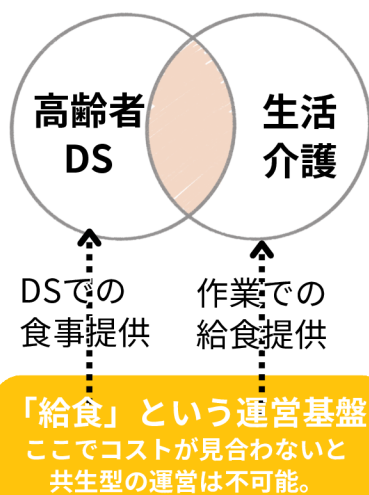 高齢者
DS
生活
介護
DSでの
食事提供
作業での
給食提供
「給食」という運営基盤
ここでコストが見合わないと
共生型の運営は不可能。